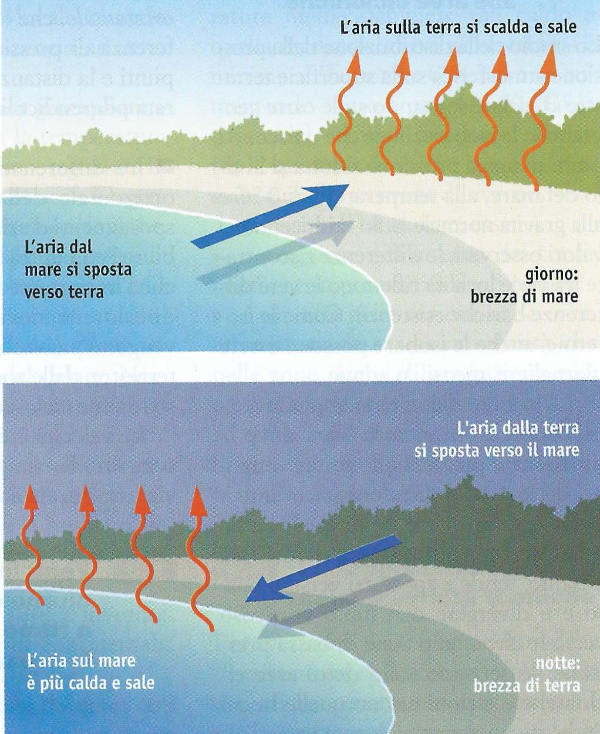 L'aria sulla terra si scalda e sale
L'aria dal
mare si sposta
verso terra
giorno:
brezza di mare
L'aria dalla terra
si sposta verso il mare
L'aria sul mare
è più calda e sale
notte:
brezza di terra